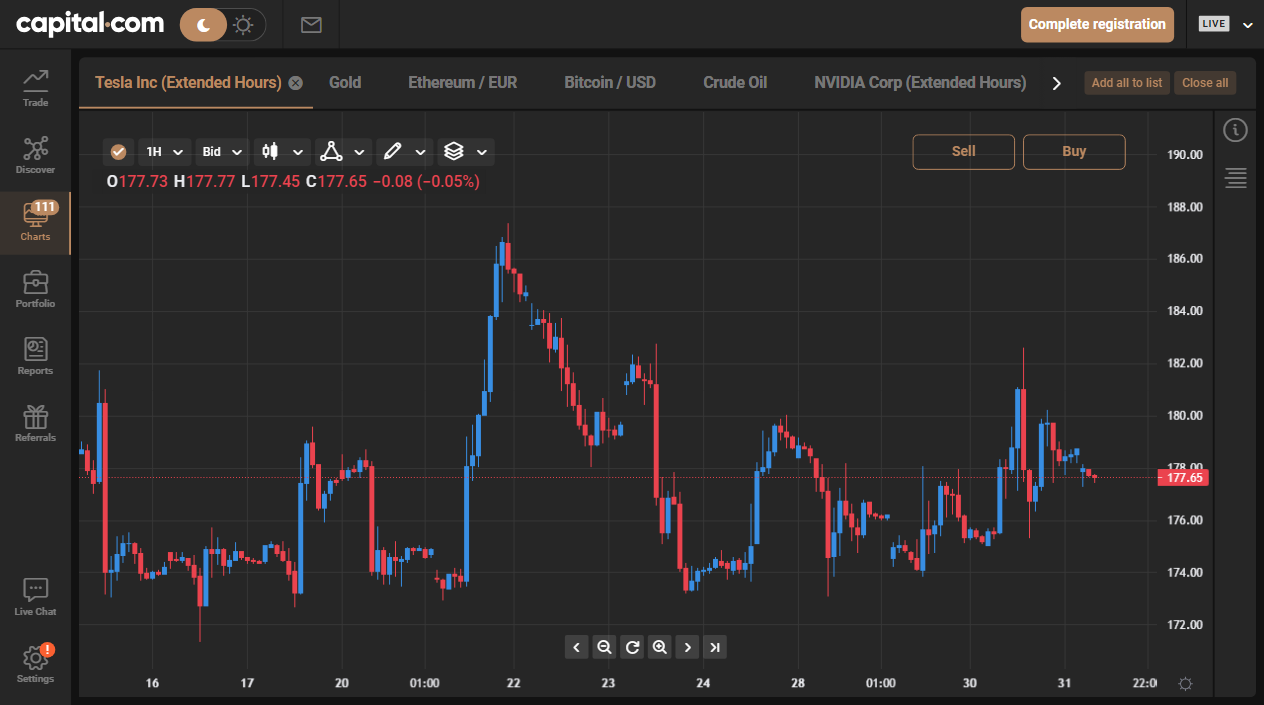 capital.com
Complete registration
LIVE
Trade
Discover
111
Charts
Portfolio
Reports
Referrals
Live Chat
!
Settings
Tesla Inc (Extended Hours) Gold Ethereum / EUR Bitcoin / USD Crude Oil NVIDIA Corp (Extended Hours) Add all to list Close all
1H Bid Sell Buy
O177.73 H177.77 L177.45 C177.65 −0.08 (−0.05%)
190.00
188.00
186.00
184.00
182.00
180.00
178.00
177.65
176.00
174.00
172.00
16 17 20 01:00 22 23 24 28 01:00 30 31 22:0